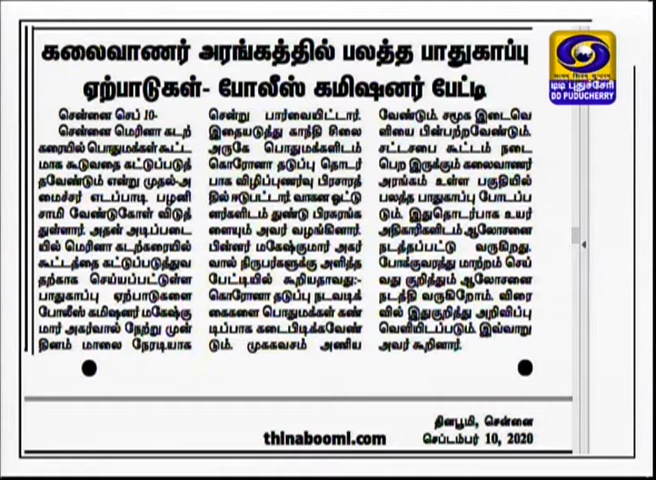 கலைவாணர் அரங்கத்தில் பலத்த பாதுகாப்பு
ஏற்பாடுகள்- போலீஸ் கமிஷனர் பேட்டி
சென்னை செப் 10-
சென்னை மெரினா கடற்
கரையில் பொதுமக்கள் கூட்ட
மாக கூடுவதை கட்டுப்படுத்
தவேண்டும் என்று முதல்-அ
மைச்சர் எடப்பாடி பழனி
சாமி வேண்டுகோள் விடுத்
துள்ளார். அதன் அடிப்படை
யில் மெரினா கடற்கரையில்
கூட்டத்தை கட்டுப்படுத்துவ
தற்காக செய்யப்பட்டுள்ள
பாதுகாப்பு ஏற்பாடுகளை
போலீஸ் கமிஷனர் மகேஷ்கு
மார் அகர்வால் நேற்று முன்
தினம் மாலை நேரடியாக
சென்று பார்வையிட்டார்.
இதையடுத்து காந்தி சிலை
அருகே பொதுமக்களிடம்
கொரோனா தடுப்பு தொடர்
பாக விழிப்புணர்வு பிரசாரத்
தில் ஈடுபட்டார். வாகன ஓட்டு
னர்களிடம் துண்டு பிரசுரங்க
ளையும் அவர் வழங்கினார்.
பின்னர் மகேஷ்குமார் அகர்
வால் நிருபர்களுக்கு அளித்த
பேட்டியில் கூறியதாவது:-
கொரோனா தடுப்பு நடவடிக்
கைகளை பொதுமக்கள் கண்
டிப்பாக கடைபிடிக்கவேண்
டும். முககவசம் அணிய
வேண்டும். சமூக இடைவெ
ளியை பின்பற்றவேண்டும்.
சட்டசபை கூட்டம் நடை
பெற இருக்கும் கலைவாணர்
அரங்கம் உள்ள பகுதியில்
பலத்த பாதுகாப்பு போடப்ப
டும். இதுதொடர்பாக உயர்
அதிகாரிகளிடம் ஆலோசனை
நடத்தப்பட்டு வருகிறது.
போக்குவரத்து மாற்றம் செய்
வது குறித்தும் ஆலோசனை
நடத்தி வருகிறோம். விரை
வில் இதுகுறித்து அறிவிப்பு
வெளியிடப்படும். இவ்வாறு
அவர் கூறினார்.
டிடி புதுச்சேரி
DD PUDUCHERRY
தினபூமி, சென்னை
thinaboomi.com செப்டம்பர் 10, 2020